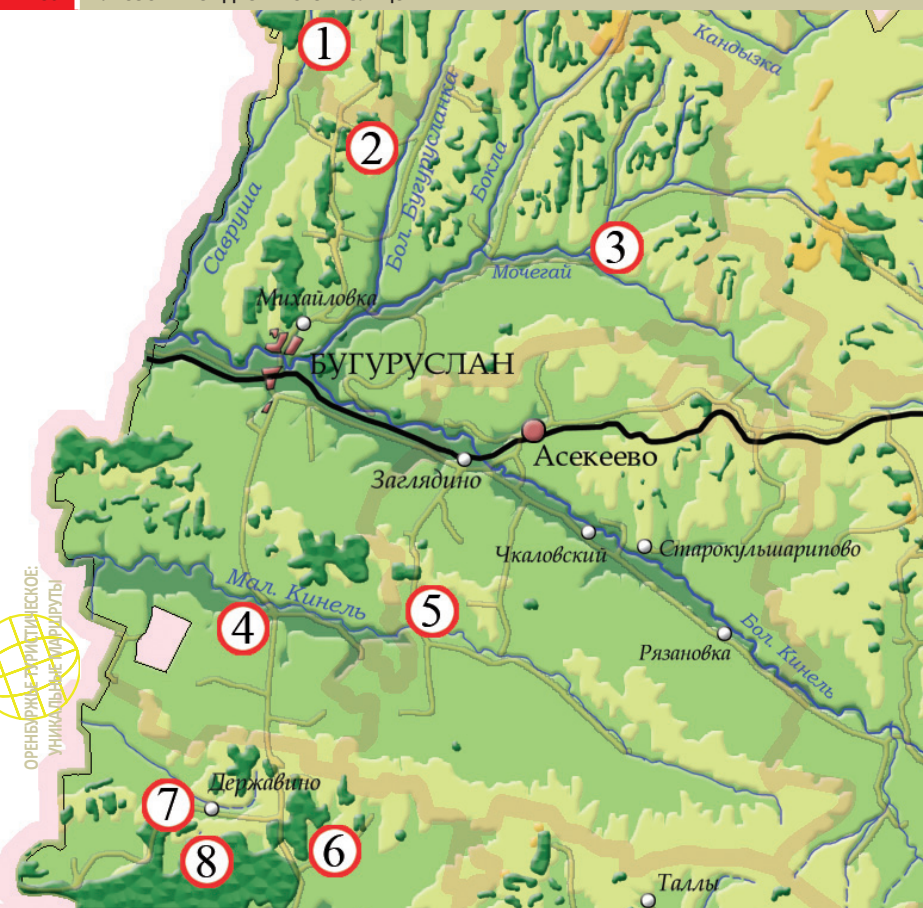 1
Кандызка
2
Бол. Бугурусланка
Бокла
Савруша
3
Мочегай
Михайловка
БУГУРУСЛАН
Асекеево
Заглядино
Чкаловский
Старокульшарипово
Мал. Кинель
5
4
Рязановка
Бол. Кинель
ОРЕНБУРЖЬЕ ТУРИСТИЧЕСКОЕ:
УНИКАЛЬНЫЕ МАРШРУТЫ
Державино
7
8
6
Таллы